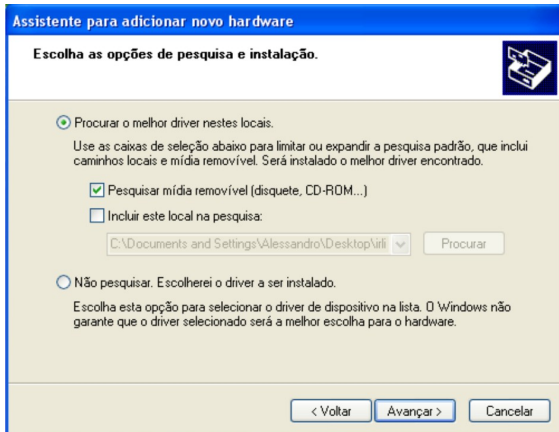 Assistente para adicionar novo hardware
Escolha as opções de pesquisa e instalação.
Procurar o melhor driver nestes locais.
Use as caixas de seleção abaixo para limitar ou expandir a pesquisa padrão, que inclui
caminhos locais e mídia removível. Será instalado o melhor driver encontrado.
Pesquisar mídia removível (disquete, CD-ROM...)
Incluir este local na pesquisa:
C:\Documents and Settings\Alessandro\Desktop\irli
Procurar
Não pesquisar. Escolherei o driver a ser instalado.
Escolha esta opção para selecionar o driver de dispositivo na lista. O Windows não
garante que o driver selecionado será a melhor escolha para o hardware.
< Voltar
Avançar >
Cancelar